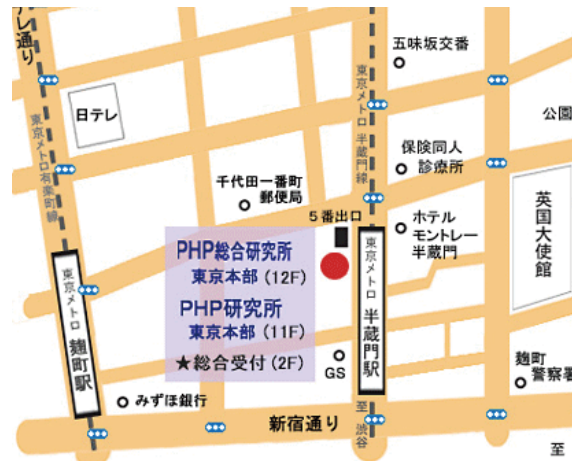 テレ通り
五味坂交番
日テレ
東京メトロ有楽町線
東京メトロ 半蔵門線
公園
保険同人
診療所
千代田一番町
郵便局
5番出口
ホテル
モントレー
半蔵門
英国大使館
PHP総合研究所
東京本部 (12F)
PHP研究所
東京本部 (11F)
★総合受付 (2F)
東京メトロ 麹町駅
東京メトロ 半蔵門駅
GS
麹町
警察署
みずほ銀行
新宿通り
至 渋谷
至